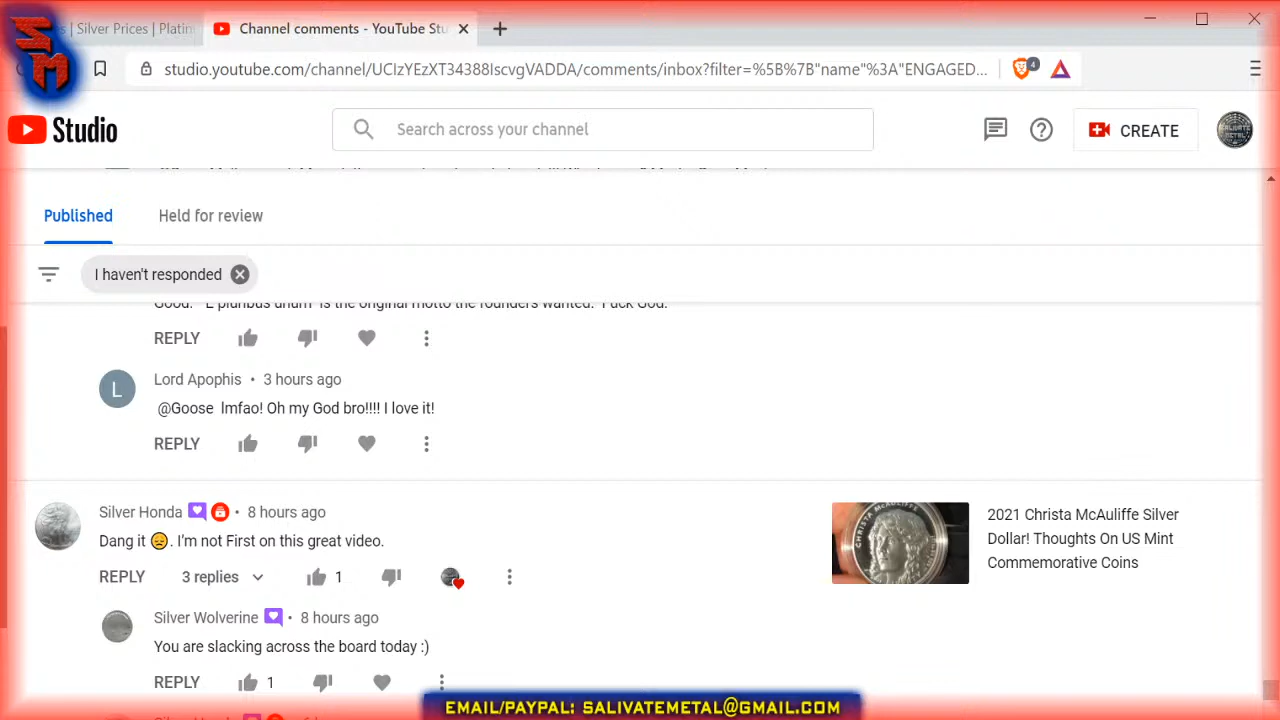 SM
s | Silver Prices | Platin
Channel comments - YouTube Stu
studio.youtube.com/channel/UCIzYEzXT34388IscvgVADDA/comments/inbox?filter=%5B%7B"name"%3A"ENGAGED...
4
Studio
Search across your channel
CREATE
Published
Held for review
I haven't responded
Good. "E pluribus unum" is the original motto the founders wanted. Fuck God.
REPLY
L
Lord Apophis • 3 hours ago
@Goose lmfao! Oh my God bro!!!! I love it!
REPLY
Silver Honda • 8 hours ago
Dang it 😞. I'm not First on this great video.
REPLY 3 replies 1
CHRISTA McAULIFFE
2021 Christa McAuliffe Silver
Dollar! Thoughts On US Mint
Commemorative Coins
Silver Wolverine • 8 hours ago
You are slacking across the board today :)
REPLY 1
EMAIL/PAYPAL: SALIVATEMETAL@GMAIL.COM